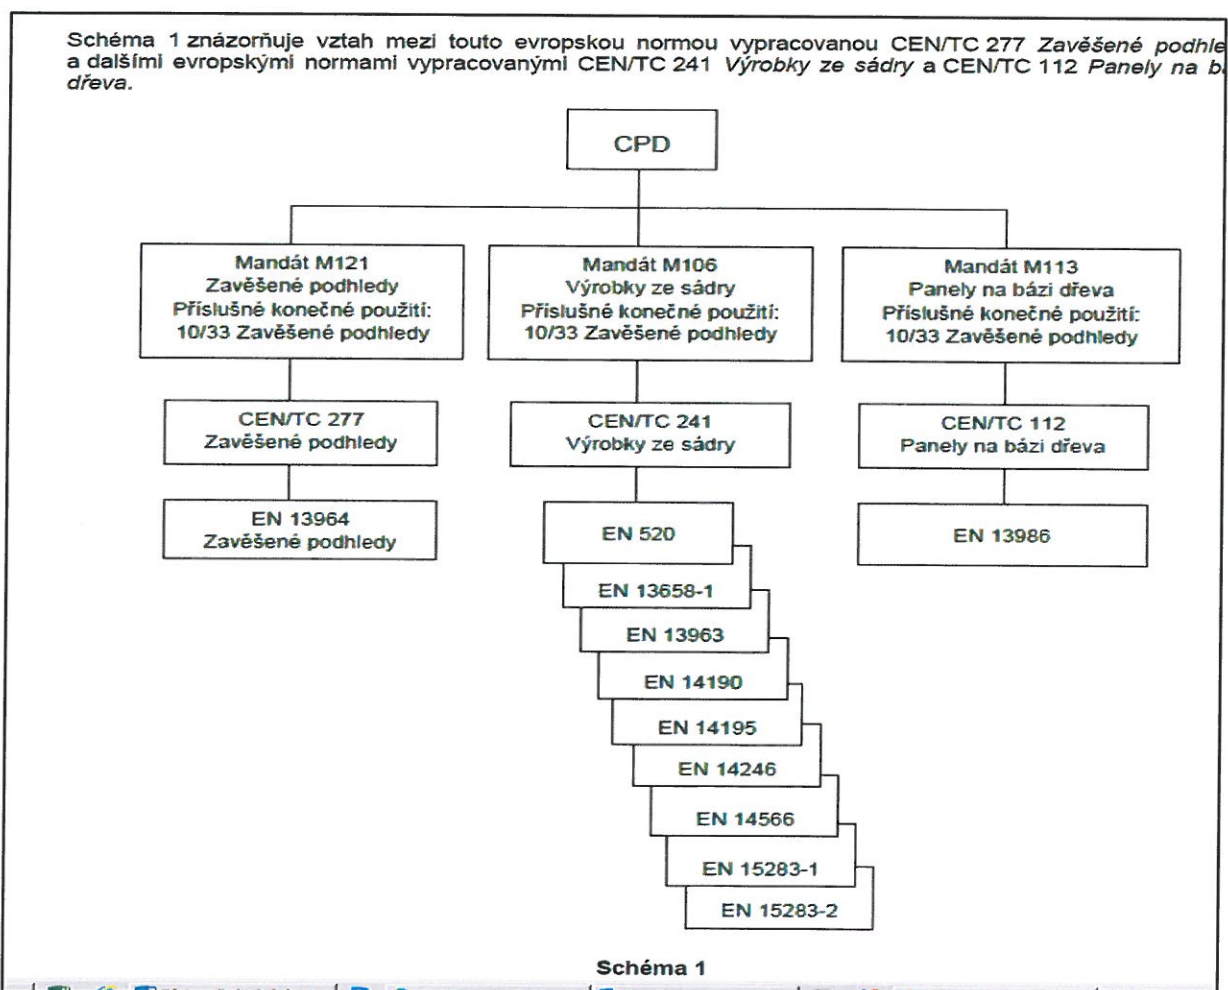 Schéma 1 znázorňuje vztah mezi touto evropskou normou vypracovanou CEN/TC 277 Zavěšené podhle
a dalšími evropskými normami vypracovanými CEN/TC 241 Výrobky ze sádry a CEN/TC 112 Panely na b
dřeva.
CPD
Mandát M121
Zavěšené podhledy
Příslušné konečné použití:
10/33 Zavěšené podhledy
Mandát M106
Výrobky ze sádry
Příslušné konečné použití:
10/33 Zavěšené podhledy
Mandát M113
Panely na bázi dřeva
Příslušné konečné použití:
10/33 Zavěšené podhledy
CEN/TC 277
Zavěšené podhledy
CEN/TC 241
Výrobky ze sádry
CEN/TC 112
Panely na bázi dřeva
EN 13964
Zavěšené podhledy
EN 520
EN 13986
EN 13658-1
EN 13963
EN 14190
EN 14195
EN 14246
EN 14566
EN 15283-1
EN 15283-2
Schéma 1